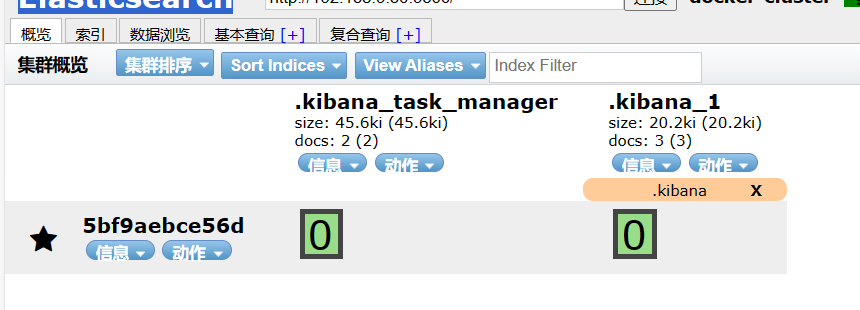 Elasticsearch 连接 docker-cluster
概览 索引 数据浏览 基本查询 [+] 复合查询 [+]
集群概览 集群排序 Sort Indices View Aliases Index Filter
.kibana_task_manager .kibana_1
size: 45.6ki (45.6ki) size: 20.2ki (20.2ki)
docs: 2 (2) docs: 3 (3)
信息 动作 信息 动作
.kibana X
5bf9aebce56d 0 0
信息 动作